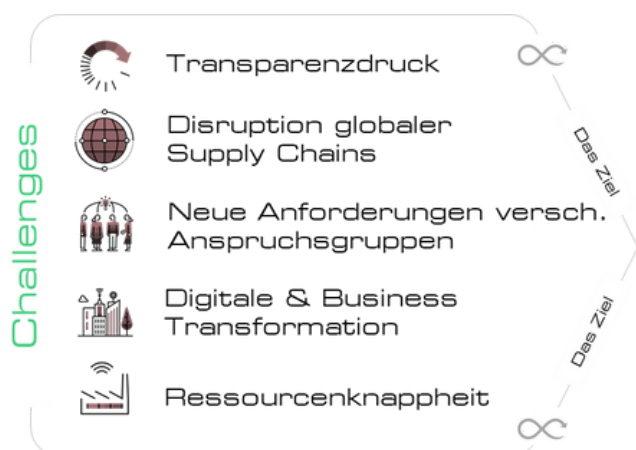 Challenges
Transparenzdruck
Disruption globaler
Supply Chains
Neue Anforderungen versch.
Anspruchsgruppen
Digitale & Business
Transformation
Ressourcenknappheit
Das Ziel
Das Ziel